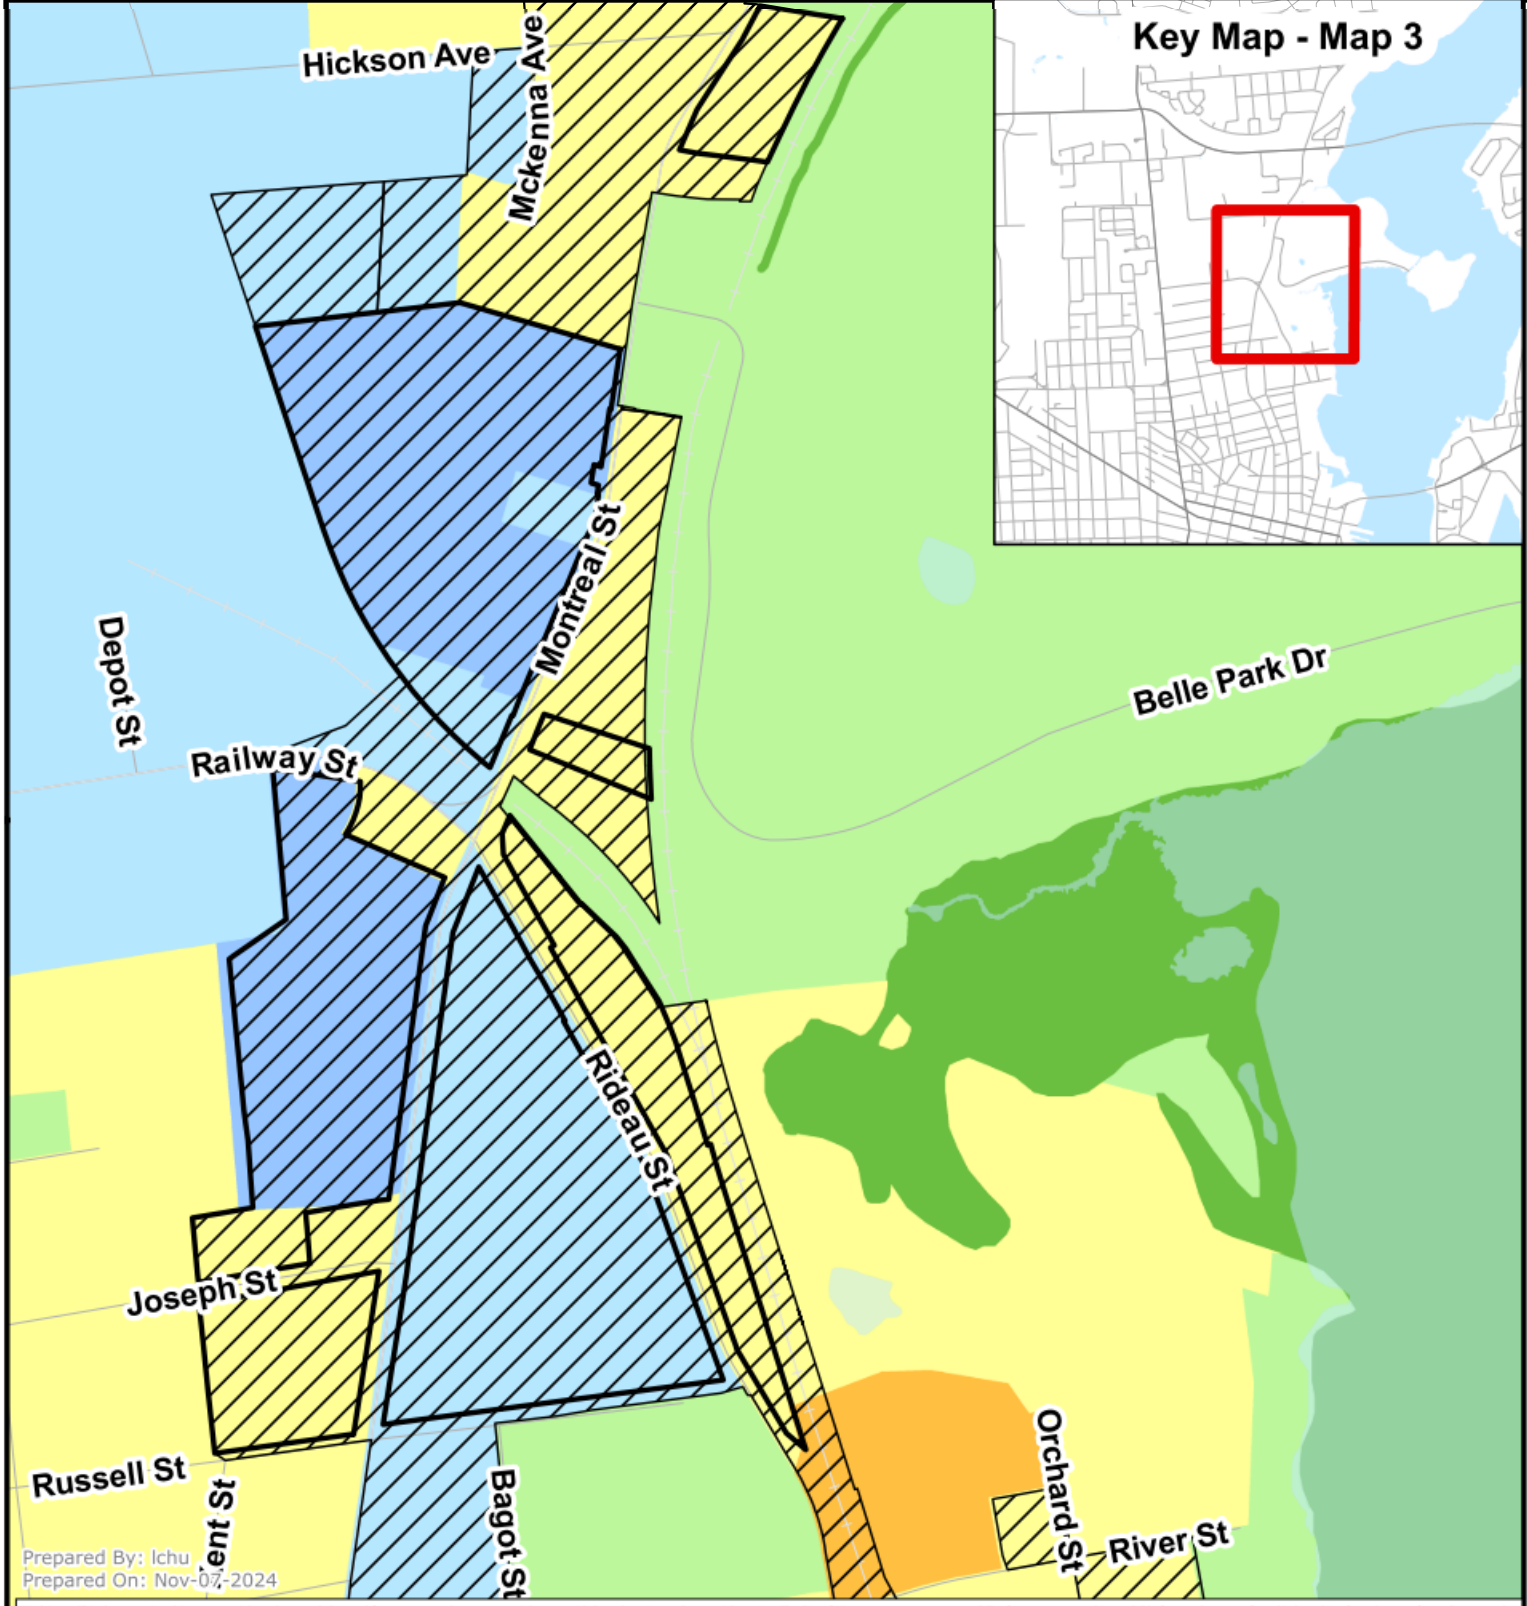 Key Map - Map 3
Hickson Ave
Mckenna Ave
Montreal St
Depot St
Belle Park Dr
Railway St
Rideau St
Joseph St
Orchard St
Russell St
Bagot St
River St
Prepared By: lchu
Prepared On: Nov-07-2024